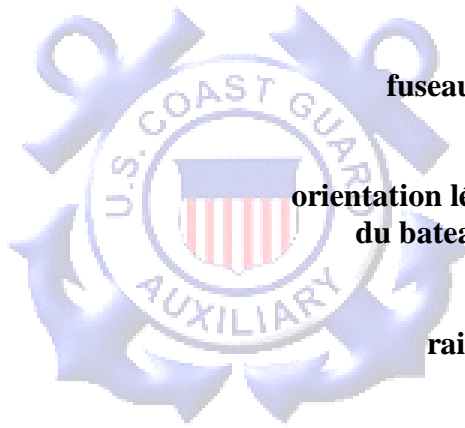 fuseau
U.S. COAST GUARD
orientation lé
du batea
AUXILIARY
rai